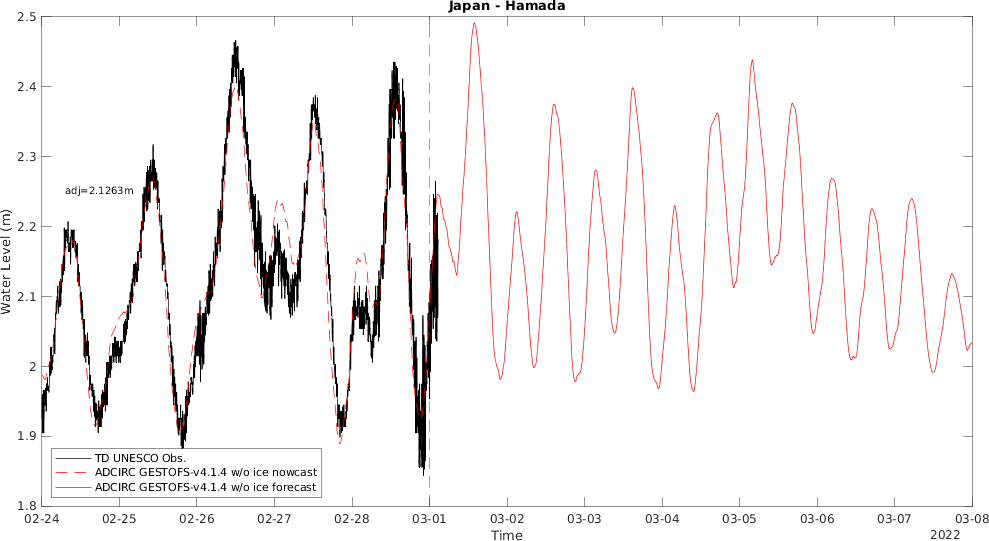 Japan - Hamada
2.5
2.4
2.3
adj=2.1263m
2.2
Water Level (m)
2.1
2
1.9
TD UNESCO Obs.
ADCIRC GESTOFS-v4.1.4 w/o ice nowcast
ADCIRC GESTOFS-v4.1.4 w/o ice forecast
1.8
02-24 02-25 02-26 02-27 02-28 03-01 03-02 03-03 03-04 03-05 03-06 03-07 03-08
Time
2022